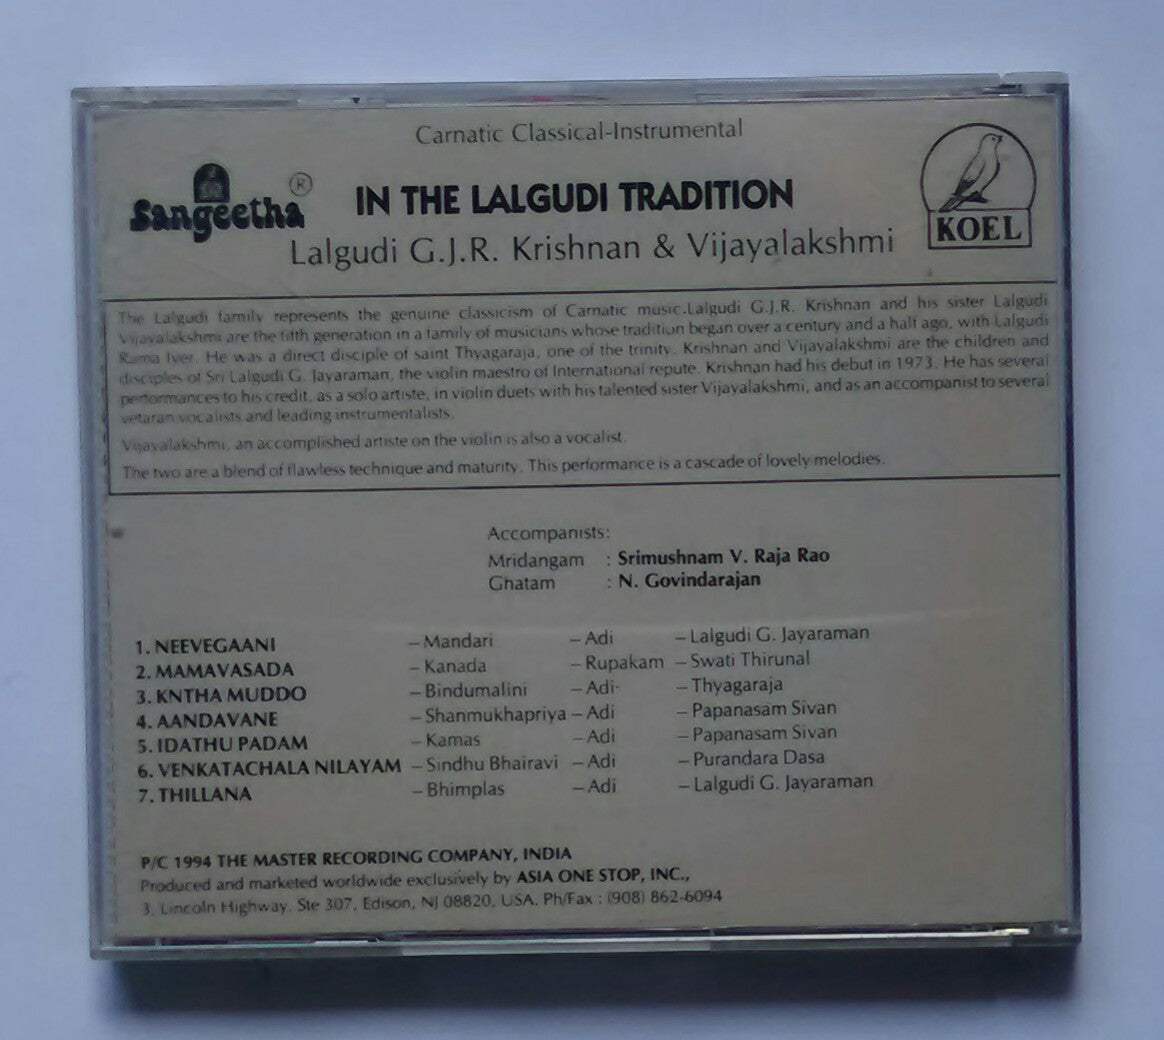 Carnatic Classical-Instrumental
Sangeetha ®
IN THE LALGUDI TRADITION
KOEL
Lalgudi G.J.R. Krishnan & Vijayalakshmi
The Lalgudi family represents the genuine classicism of Carnatic music.Lalgudi G.J.R. Krishnan and his sister Lalgudi
Vijayalakshmi are the fifth generation in a family of musicians whose tradition began over a century and a half ago, with Lalgudi
Rama Iyer. He was a direct disciple of saint Thyagaraja, one of the trinity. Krishnan and Vijayalakshmi are the children and
disciples of Sri Lalgudi G. Jayaraman, the violin maestro of International repute. Krishnan had his debut in 1973. He has several
performances to his credit, as a solo artiste, in violin duets with his talented sister Vijayalakshmi, and as an accompanist to several
vetaran vocalists and leading instrumentalists.
Vijayalakshmi, an accomplished artiste on the violin is also a vocalist.
The two are a blend of flawless technique and maturity. This performance is a cascade of lovely melodies.
Accompanists:
Mridangam : Srimushnam V. Raja Rao
Ghatam : N. Govindarajan
1. NEEVEGAANI – Mandari – Adi – Lalgudi G. Jayaraman
2. MAMAVASADA – Kanada – Rupakam – Swati Thirunal
3. KNTHA MUDDO – Bindumalini – Adi – Thyagaraja
4. AANDAVANE – Shanmukhapriya – Adi – Papanasam Sivan
5. IDATHU PADAM – Kamas – Adi – Papanasam Sivan
6. VENKATACHALA NILAYAM – Sindhu Bhairavi – Adi – Purandara Dasa
7. THILLANA – Bhimplas – Adi – Lalgudi G. Jayaraman
P/C 1994 THE MASTER RECORDING COMPANY, INDIA
Produced and marketed worldwide exclusively by ASIA ONE STOP, INC.,
3, Lincoln Highway, Ste 307, Edison, NJ 08820, USA. Ph/Fax : (908) 862-6094